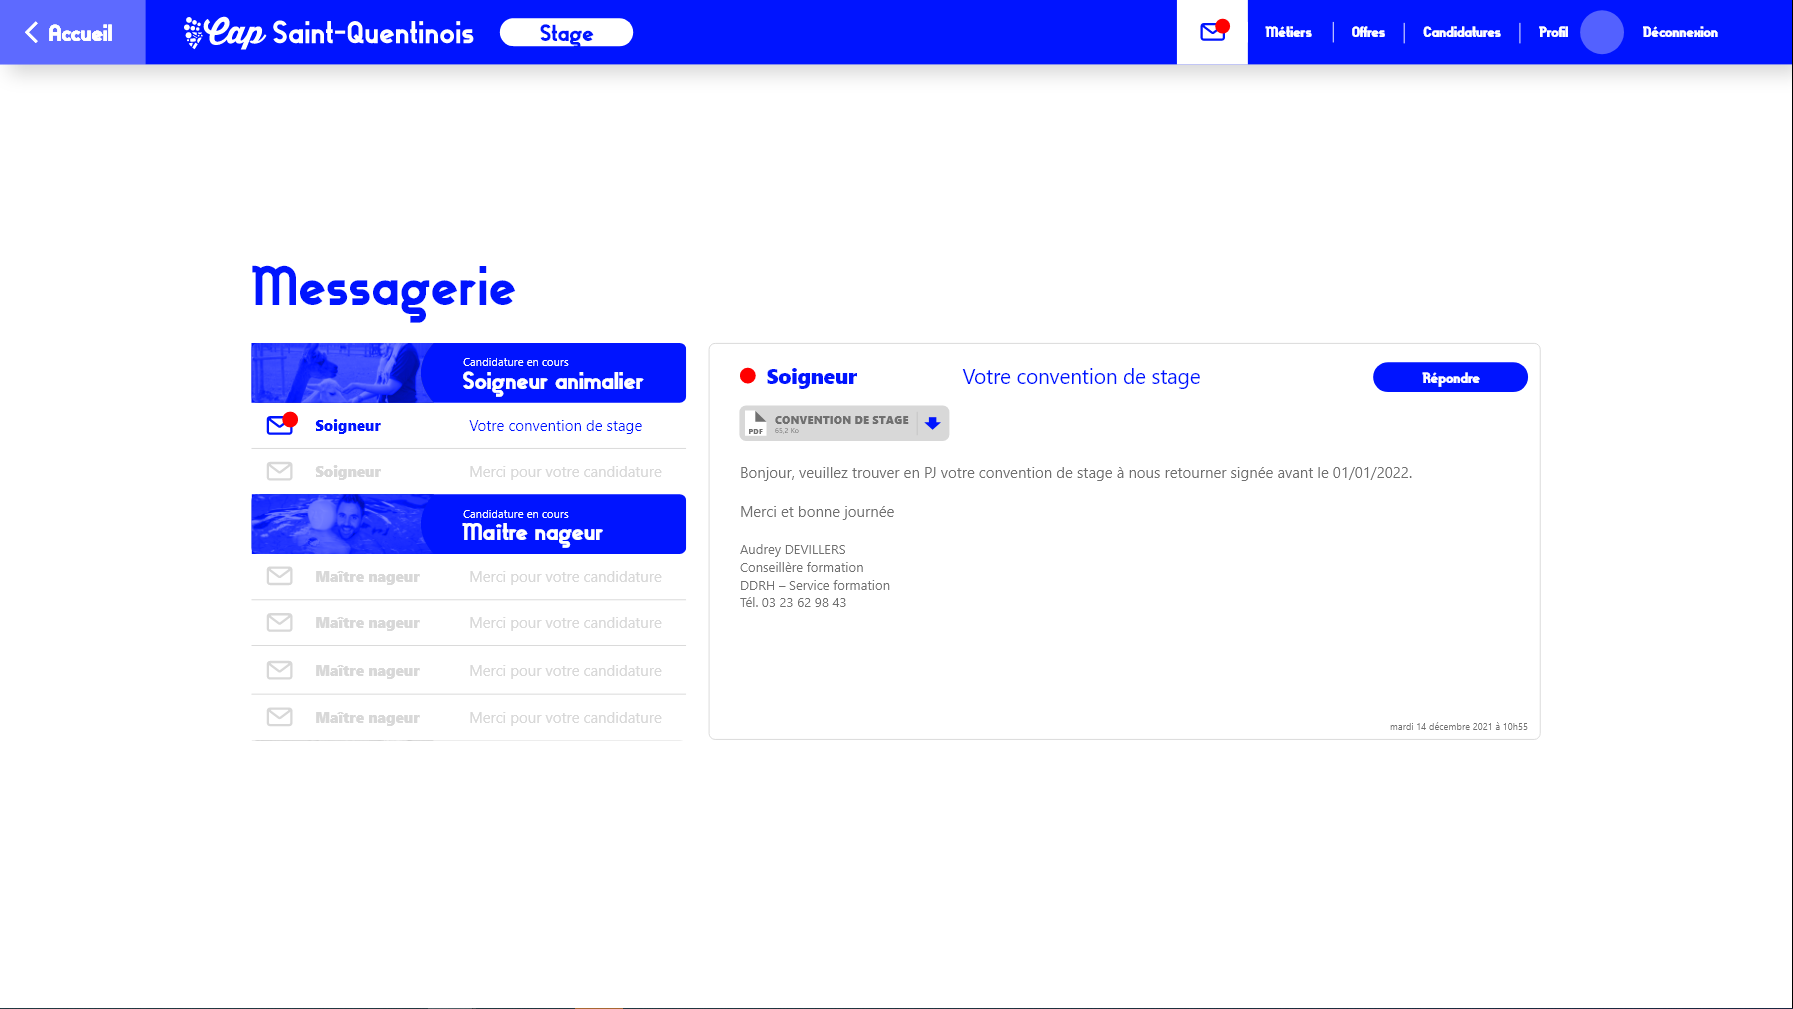 Accueil
Cap Saint-Quentinois
Stage
Métiers
Offres
Candidatures
Profil
Déconnexion
Messagerie
Candidature en cours
Soigneur animalier
Soigneur Votre convention de stage
Soigneur Merci pour votre candidature
Candidature en cours
Maitre nageur
Maître nageur Merci pour votre candidature
Maître nageur Merci pour votre candidature
Maître nageur Merci pour votre candidature
Maître nageur Merci pour votre candidature
Soigneur Votre convention de stage
Répondre
PDF
CONVENTION DE STAGE
65,2 Ko
Bonjour, veuillez trouver en PJ votre convention de stage à nous retourner signée avant le 01/01/2022.
Merci et bonne journée
Audrey DEVILLERS
Conseillère formation
DDRH – Service formation
Tél. 03 23 62 98 43
mardi 14 décembre 2021 à 10h55